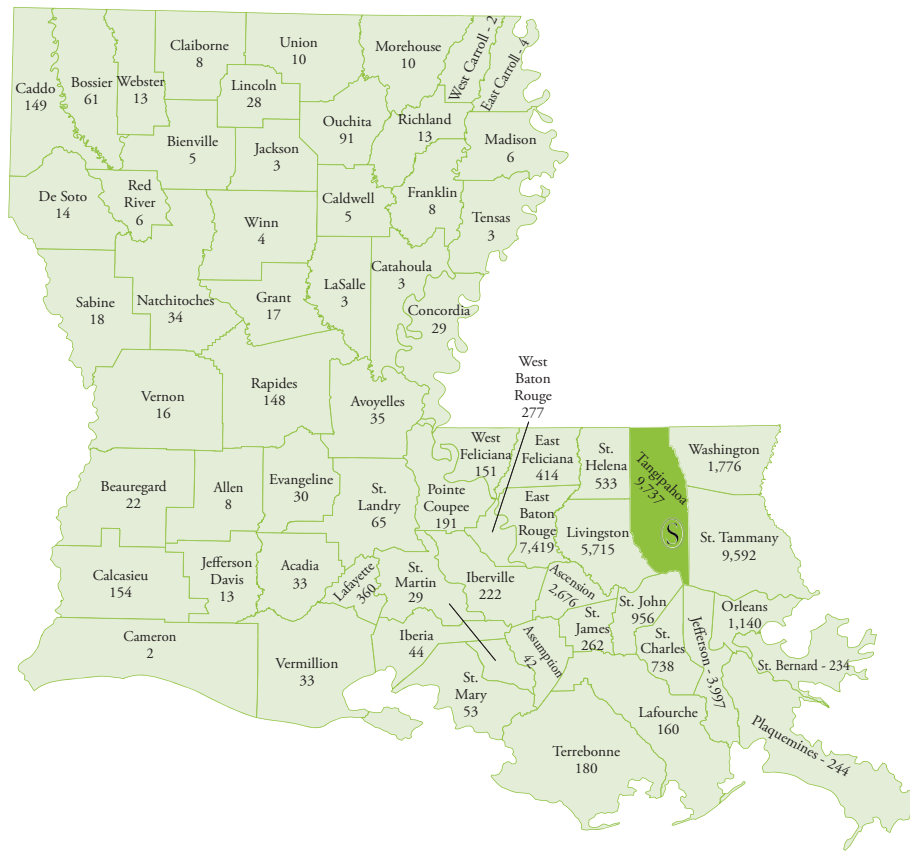 Caddo
149
Bossier
61
Webster
13
Claiborne
8
Union
10
Morehouse
10
West Carroll - 2
East Carroll - 4
Lincoln
28
Ouchita
91
Richland
13
Madison
6
Bienville
5
Jackson
3
De Soto
14
Red
River
6
Winn
4
Caldwell
5
Franklin
8
Tensas
3
Sabine
18
Natchitoches
34
Grant
17
LaSalle
3
Catahoula
3
Concordia
29
Vernon
16
Rapides
148
Avoyelles
35
West
Baton
Rouge
277
West
Feliciana
151
East
Feliciana
414
St.
Helena
533
Tangipahoa
9,737
S
Washington
1,776
Beauregard
22
Allen
8
Evangeline
30
St.
Landry
65
Pointe
Coupee
191
East
Baton
Rouge
7,419
Livingston
5,715
St. Tammany
9,592
Calcasieu
154
Jefferson
Davis
13
Acadia
33
Lafayette
360
St.
Martin
29
Iberville
222
Ascension
2,676
St. John
956
Orleans
1,140
St.
James
262
St.
Charles
738
Jefferson - 3,997
St. Bernard - 234
Cameron
2
Vermillion
33
Iberia
44
St.
Mary
53
Assumption
42
Lafourche
160
Terrebonne
180
Plaquemines - 244